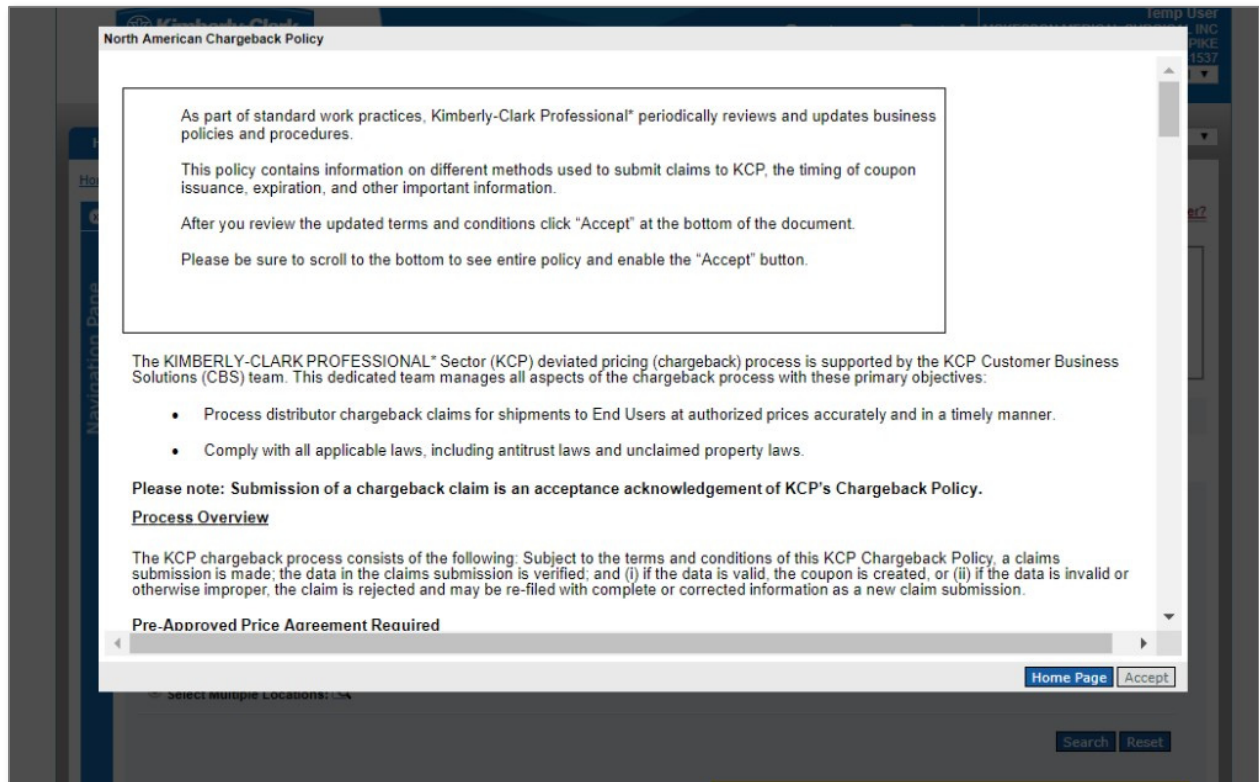 Kimberly-Clark
Temp User
INC
PIKE
1537
North American Chargeback Policy
As part of standard work practices, Kimberly-Clark Professional* periodically reviews and updates business
policies and procedures.
This policy contains information on different methods used to submit claims to KCP, the timing of coupon
issuance, expiration, and other important information.
After you review the updated terms and conditions click “Accept” at the bottom of the document.
Please be sure to scroll to the bottom to see entire policy and enable the “Accept” button.
er?
Navigation Pane
The KIMBERLY-CLARK PROFESSIONAL* Sector (KCP) deviated pricing (chargeback) process is supported by the KCP Customer Business
Solutions (CBS) team. This dedicated team manages all aspects of the chargeback process with these primary objectives:
• Process distributor chargeback claims for shipments to End Users at authorized prices accurately and in a timely manner.
• Comply with all applicable laws, including antitrust laws and unclaimed property laws.
Please note: Submission of a chargeback claim is an acceptance acknowledgement of KCP's Chargeback Policy.
Process Overview
The KCP chargeback process consists of the following: Subject to the terms and conditions of this KCP Chargeback Policy, a claims
submission is made; the data in the claims submission is verified; and (i) if the data is valid, the coupon is created, or (ii) if the data is invalid or
otherwise improper, the claim is rejected and may be re-filed with complete or corrected information as a new claim submission.
Pre-Approved Price Agreement Required
Home Page Accept
Select Multiple Locations:
Search Reset